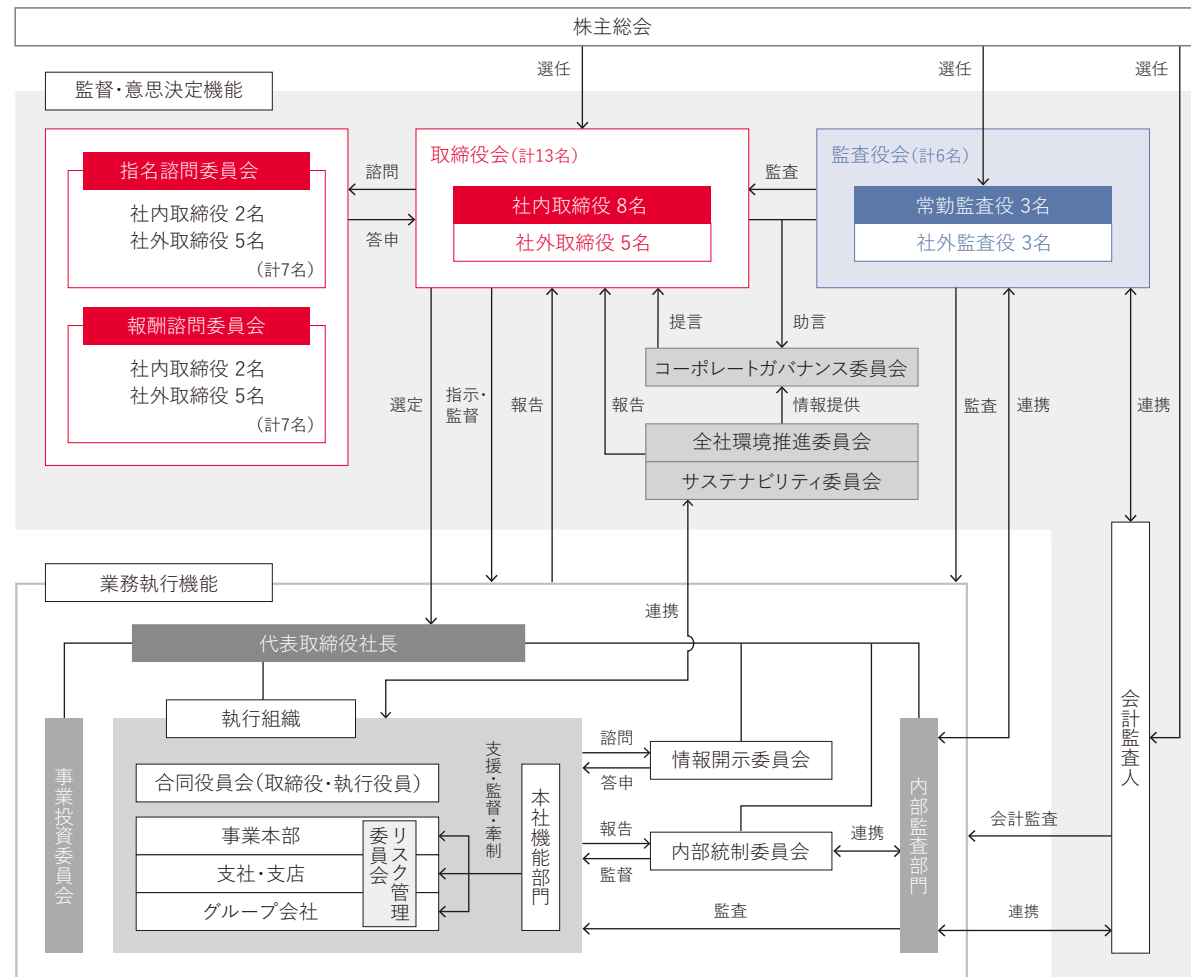 株主総会
選任
選任
選任
監督・意思決定機能
指名諮問委員会
社内取締役 2名
社外取締役 5名
(計7名)
報酬諮問委員会
社内取締役 2名
社外取締役 5名
(計7名)
諮問
答申
取締役会(計13名)
社内取締役 8名
社外取締役 5名
監査
監査役会(計6名)
常勤監査役 3名
社外監査役 3名
提言
助言
コーポレートガバナンス委員会
選定
指示・
監督
報告
報告
情報提供
監査
連携
連携
全社環境推進委員会
サステナビリティ委員会
業務執行機能
連携
代表取締役社長
執行組織
事業投資委員会
合同役員会(取締役・執行役員)
事業本部
支社・支店
グループ会社
リスク管理
委員会
支援・監督・牽制
本社機能部門
諮問
答申
情報開示委員会
報告
監督
内部統制委員会
連携
監査
内部監査部門
会計監査
連携
会計監査人